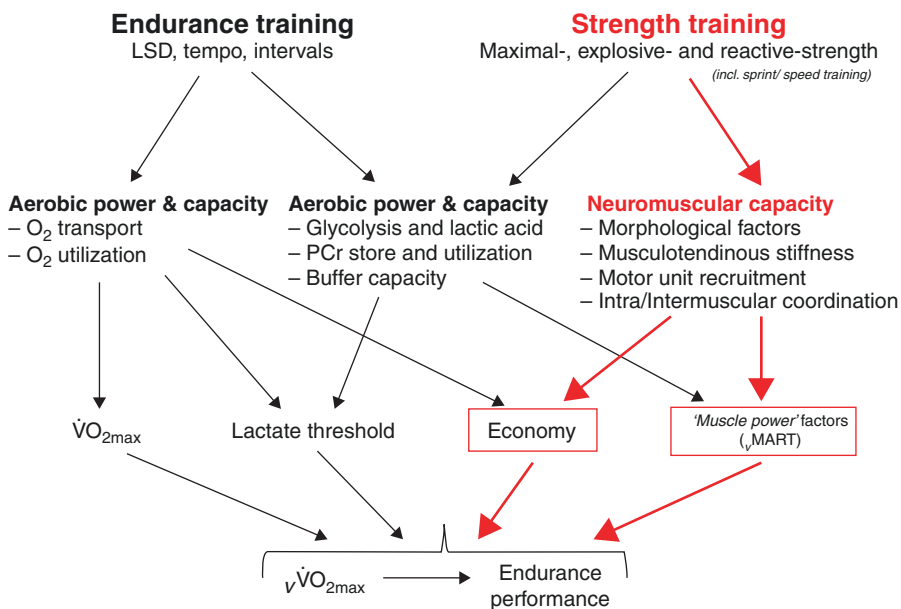 Endurance training
LSD, tempo, intervals
Strength training
Maximal-, explosive- and reactive-strength
(incl. sprint/ speed training)
Aerobic power & capacity
– O₂ transport
– O₂ utilization
Aerobic power & capacity
– Glycolysis and lactic acid
– PCr store and utilization
– Buffer capacity
Neuromuscular capacity
– Morphological factors
– Musculotendinous stiffness
– Motor unit recruitment
– Intra/Intermuscular coordination
V̇O₂max
Lactate threshold
Economy
‘Muscle power’ factors
(ᵥMART)
ᵥV̇O₂max
Endurance
performance